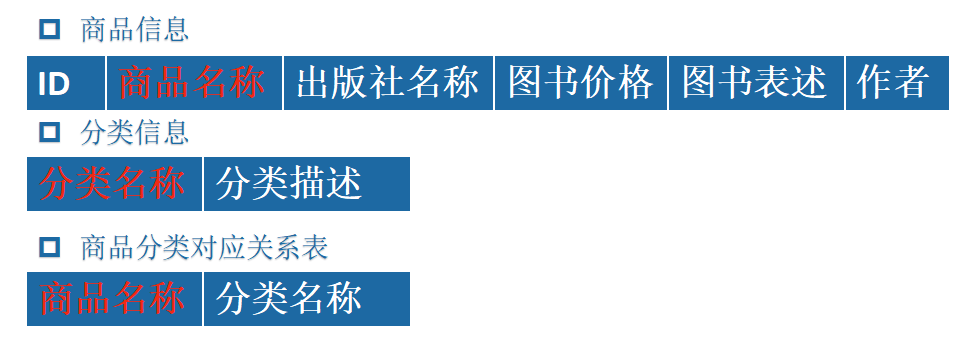 商品信息
ID 商品名称 出版社名称 图书价格 图书表述 作者
分类信息
分类名称 分类描述
商品分类对应关系表
商品名称 分类名称